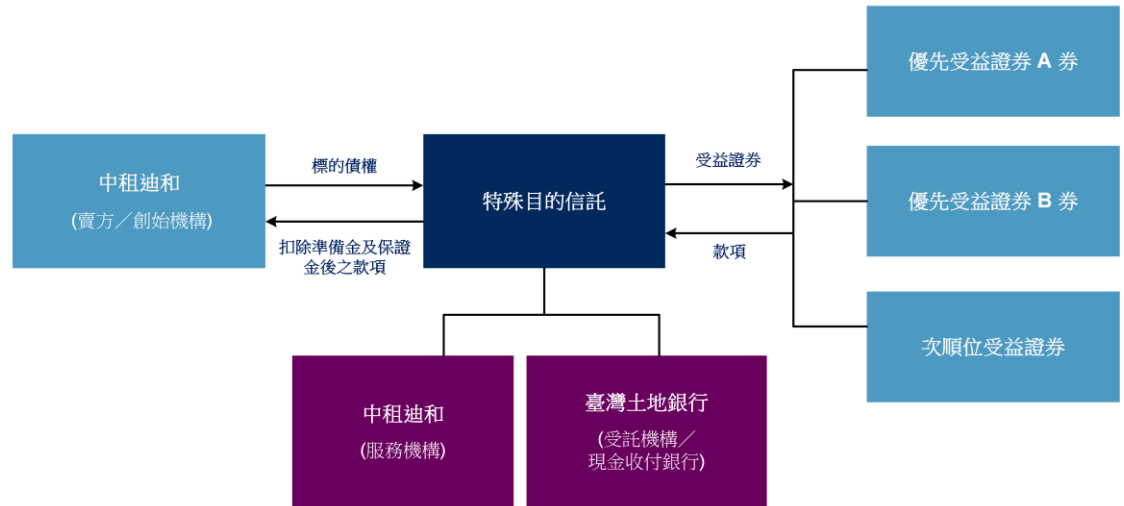 中租迪和
(賣方／創始機構)
標的債權
扣除準備金及保證
金後之款項
特殊目的信託
受益證券
款項
優先受益證券 A 券
優先受益證券 B 券
次順位受益證券
中租迪和
(服務機構)
臺灣土地銀行
(受託機構／
現金收付銀行)